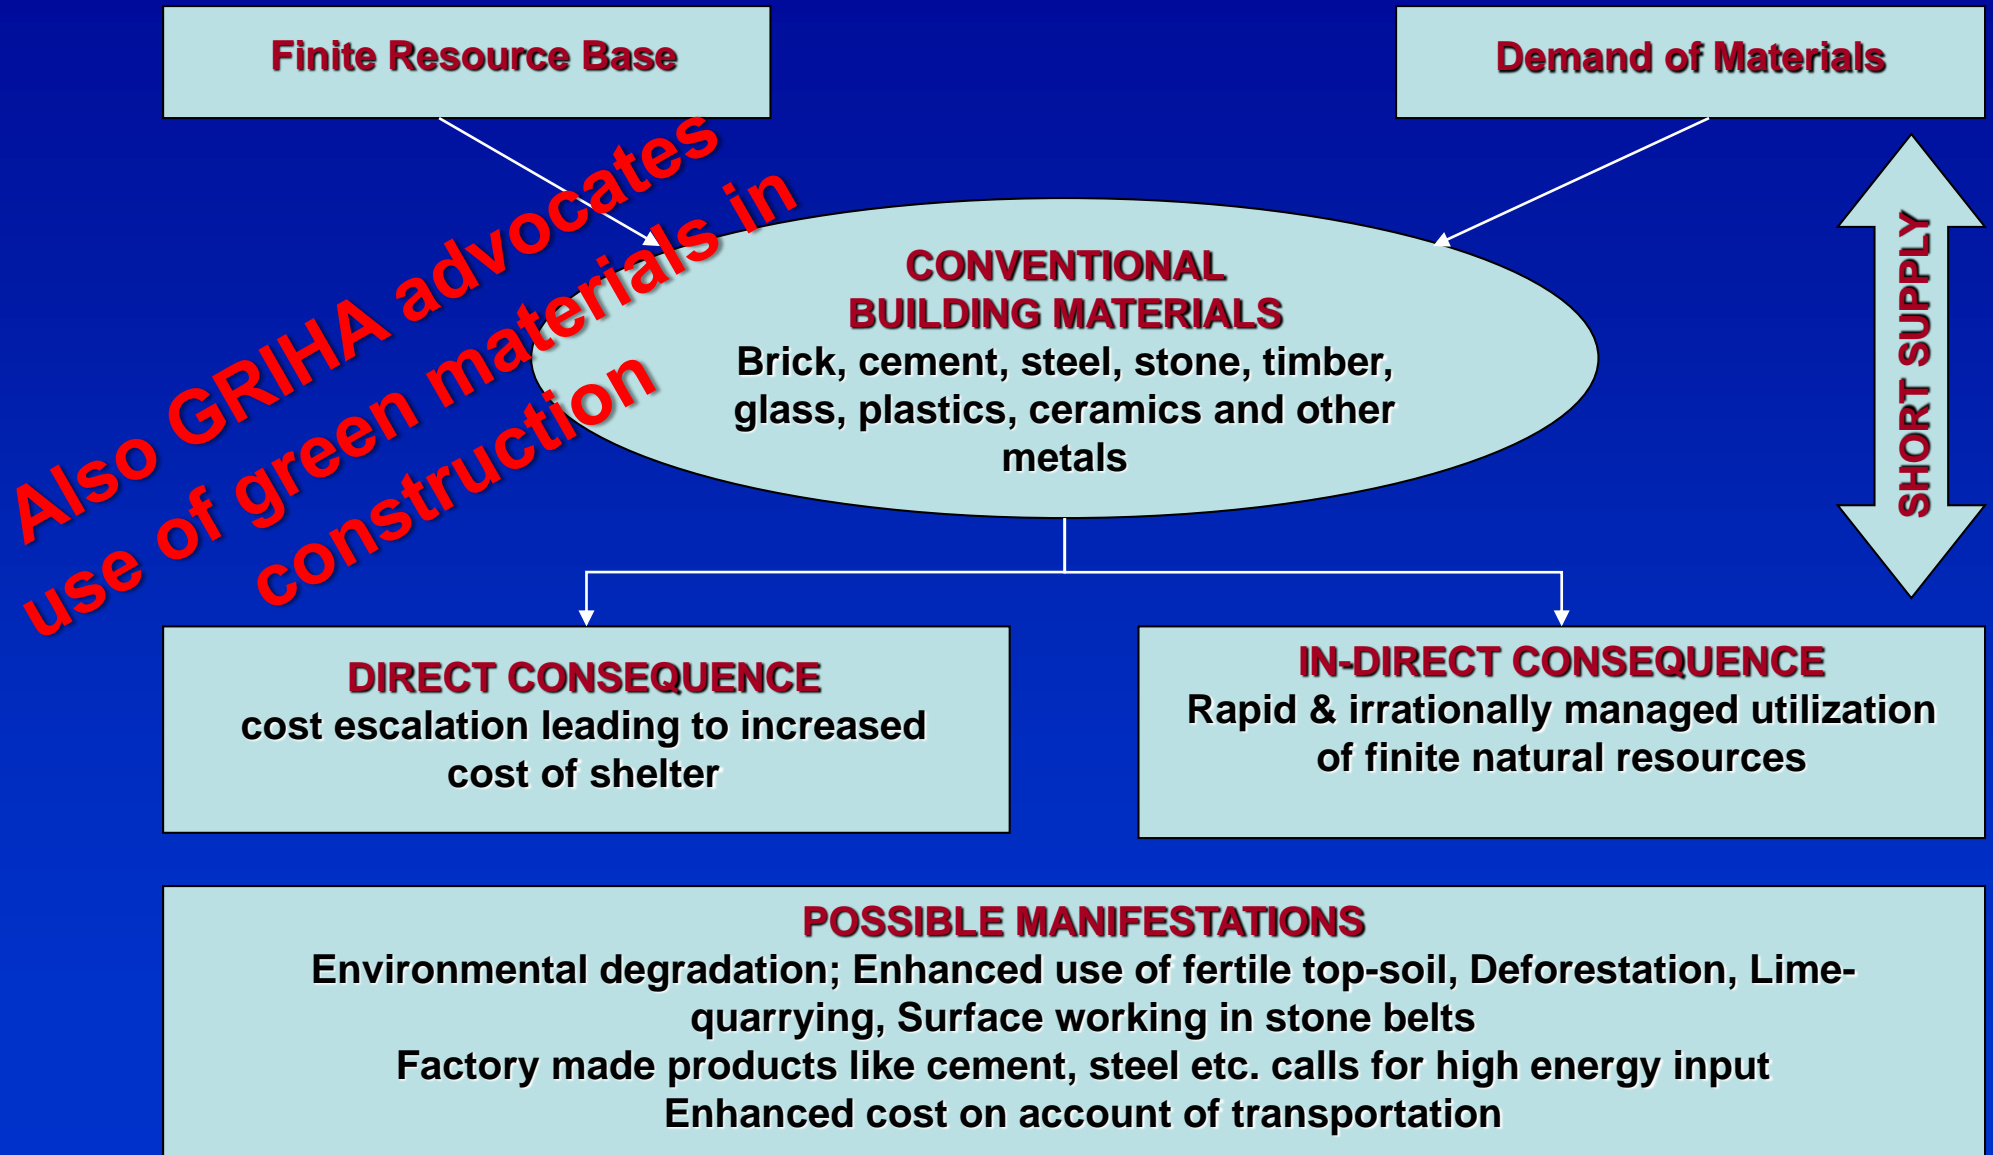 Finite Resource Base
Demand of Materials
Also GRIHA advocates
use of green materials in
construction
CONVENTIONAL
BUILDING MATERIALS
Brick, cement, steel, stone, timber,
glass, plastics, ceramics and other
metals
SHORT SUPPLY
DIRECT CONSEQUENCE
cost escalation leading to increased
cost of shelter
IN-DIRECT CONSEQUENCE
Rapid & irrationally managed utilization
of finite natural resources
POSSIBLE MANIFESTATIONS
Environmental degradation; Enhanced use of fertile top-soil, Deforestation, Lime-
quarrying, Surface working in stone belts
Factory made products like cement, steel etc. calls for high energy input
Enhanced cost on account of transportation